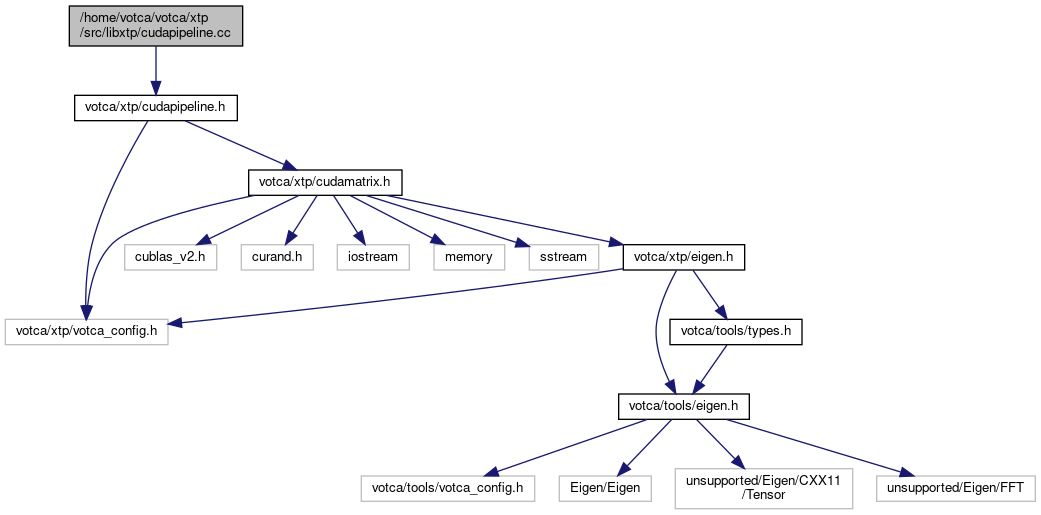 /home/votca/votca/xtp
/src/libxtp/cudapipeline.cc
votca/xtp/cudapipeline.h
votca/xtp/cudamatrix.h
cublas_v2.h
curand.h
iostream
memory
sstream
votca/xtp/eigen.h
votca/xtp/votca_config.h
votca/tools/types.h
votca/tools/eigen.h
votca/tools/votca_config.h
Eigen/Eigen
unsupported/Eigen/CXX11
/Tensor
unsupported/Eigen/FFT